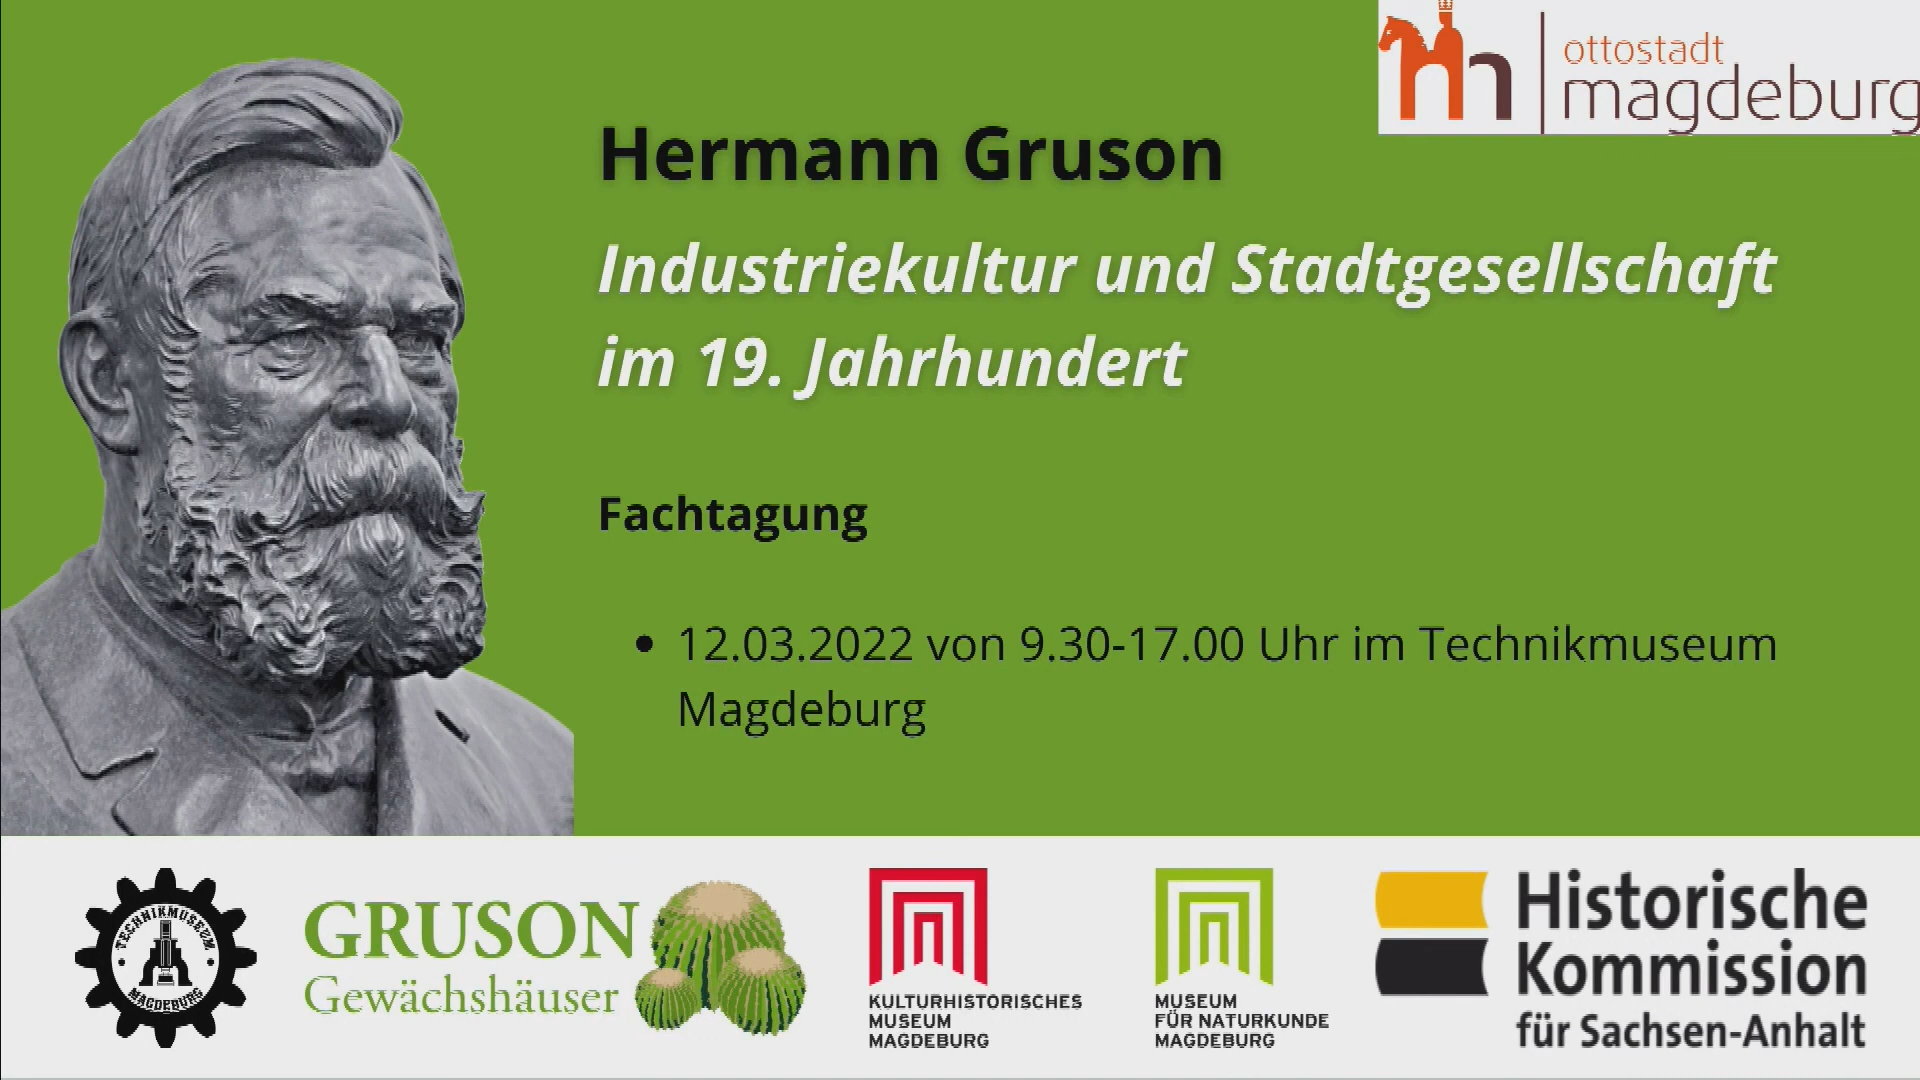 ottostadt
magdeburg
Hermann Gruson
Industriekultur und Stadtgesellschaft
im 19. Jahrhundert
Fachtagung
• 12.03.2022 von 9.30-17.00 Uhr im Technikmuseum
Magdeburg
TECHNIKMUSEUM
MAGDEBURG
GRUSON
Gewächshäuser
KULTURHISTORISCHES
MUSEUM
MAGDEBURG
MUSEUM
FÜR NATURKUNDE
MAGDEBURG
Historische
Kommission
für Sachsen-Anhalt